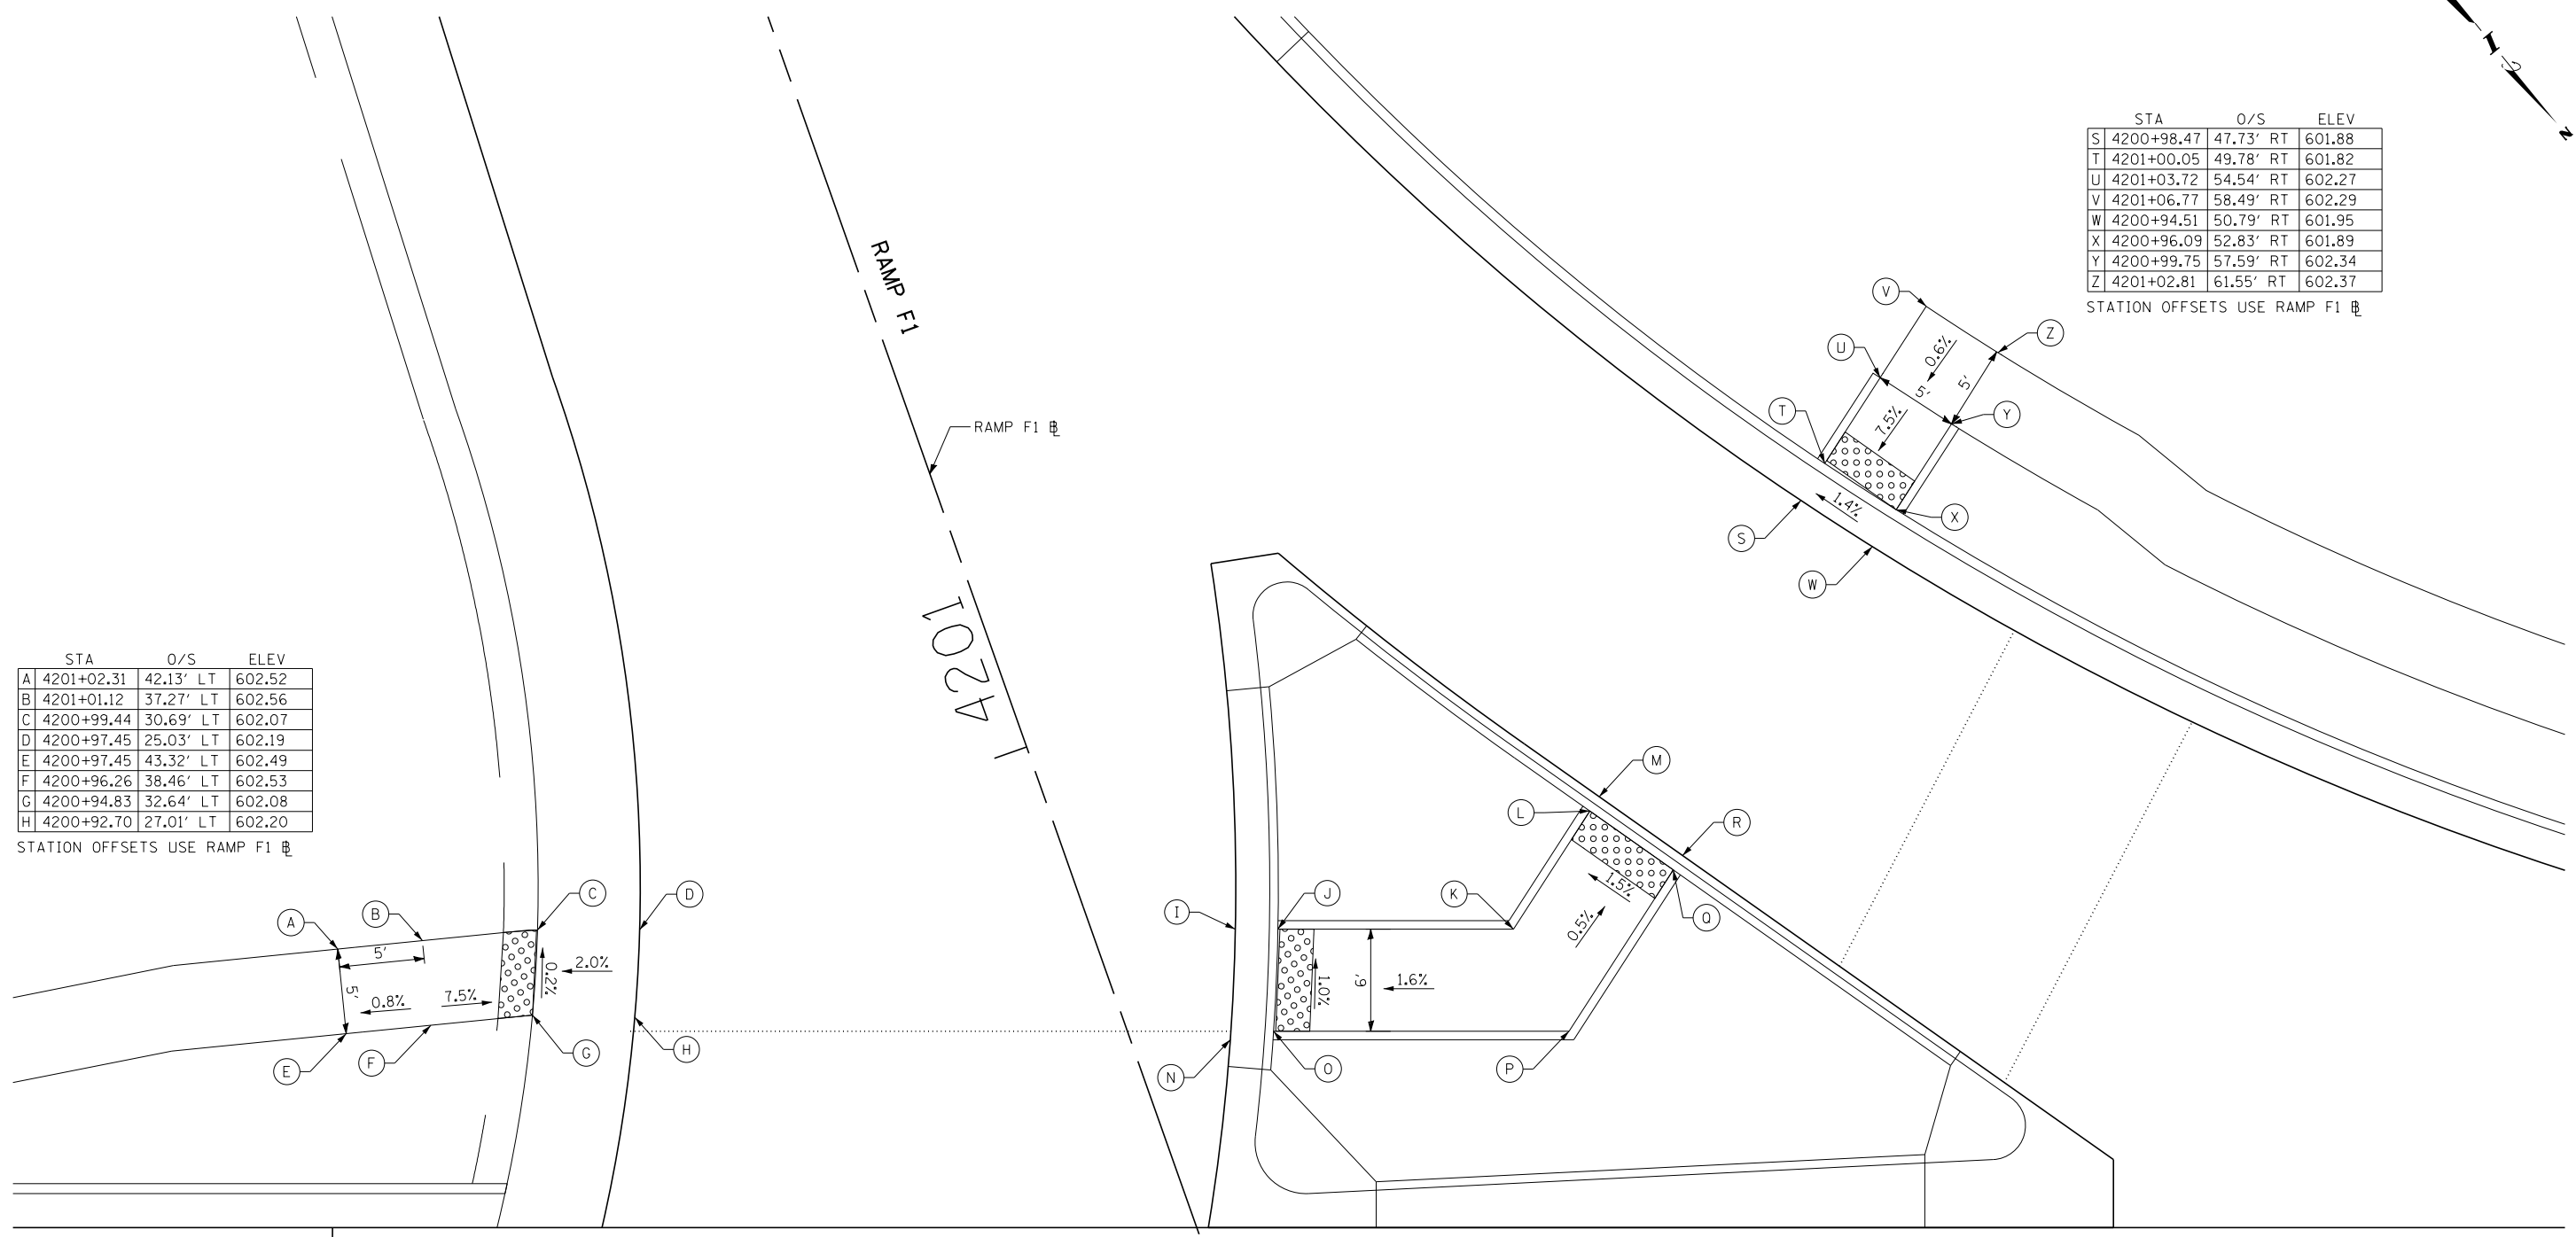 STA O/S ELEV
S 4200+98.47 47.73' RT 601.88
T 4201+00.05 49.78' RT 601.82
U 4201+03.72 54.54' RT 602.27
V 4201+06.77 58.49' RT 602.29
W 4200+94.51 50.79' RT 601.95
X 4200+96.09 52.83' RT 601.89
Y 4200+99.75 57.59' RT 602.34
Z 4201+02.81 61.55' RT 602.37
STATION OFFSETS USE RAMP F1 BL
RAMP F1
RAMP F1 BL
4201
V
Z
U
0.6%
5'
5'
T
Y
7.5%
X
1.4%
S
W
STA O/S ELEV
A 4201+02.31 42.13' LT 602.52
B 4201+01.12 37.27' LT 602.56
C 4200+99.44 30.69' LT 602.07
D 4200+97.45 25.03' LT 602.19
E 4200+97.45 43.32' LT 602.49
F 4200+96.26 38.46' LT 602.53
G 4200+94.83 32.64' LT 602.08
H 4200+92.70 27.01' LT 602.20
STATION OFFSETS USE RAMP F1 BL
A
B
C
D
5'
5'
0.8%
7.5%
0.2%
2.0%
E
F
G
H
M
L
R
I
J
K
1.5%
Q
0.5%
6'
1.6%
1.0%
N
O
P